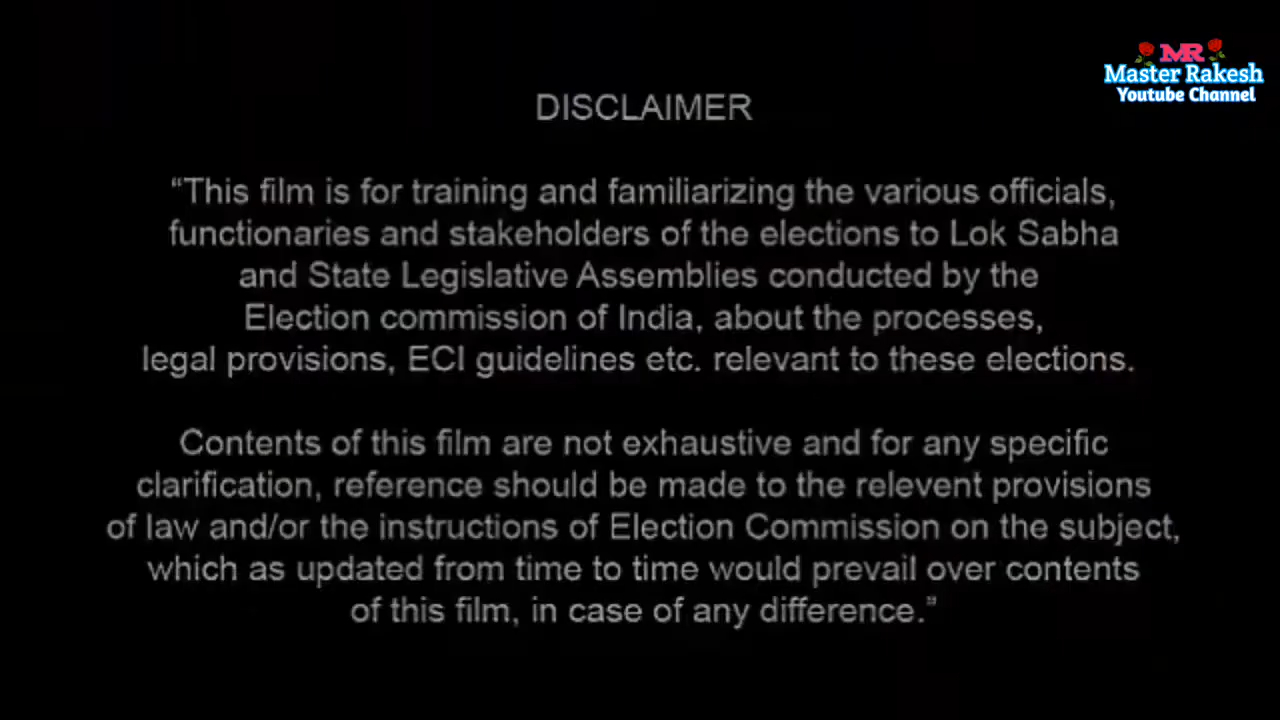 MR
Master Rakesh
Youtube Channel
DISCLAIMER
“This film is for training and familiarizing the various officials,
functionaries and stakeholders of the elections to Lok Sabha
and State Legislative Assemblies conducted by the
Election commission of India, about the processes,
legal provisions, ECI guidelines etc. relevant to these elections.
Contents of this film are not exhaustive and for any specific
clarification, reference should be made to the relevent provisions
of law and/or the instructions of Election Commission on the subject,
which as updated from time to time would prevail over contents
of this film, in case of any difference.”